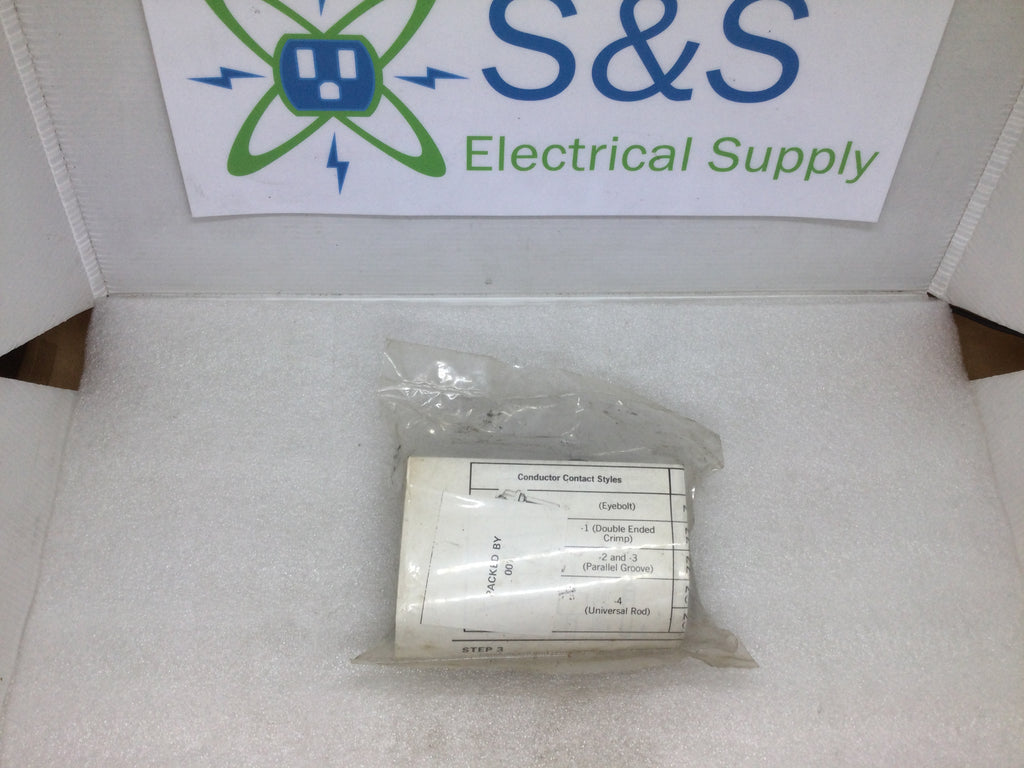 S&S
Electrical Supply
Conductor Contact Styles
(Eyebolt)
-1 (Double Ended
Crimp)
-2 and -3
(Parallel Groove)
-4
(Universal Rod)
PACKED BY
STEP 3